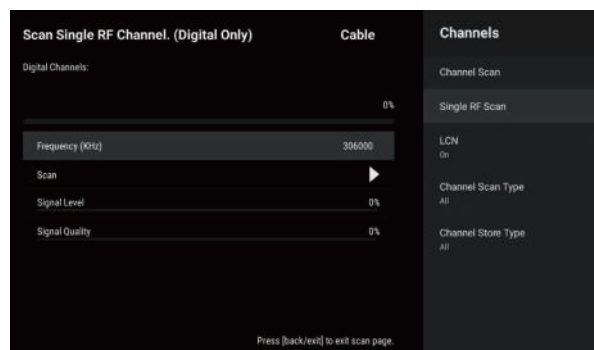 Scan Single RF Channel. (Digital Only) Cable
Digital Channels:
0%
Frequency (KHz) 306000
Scan
Signal Level 0%
Signal Quality 0%
Press [back/exit] to exit scan page.
Channels
Channel Scan
Single RF Scan
LCN
On
Channel Scan Type
All
Channel Store Type
All